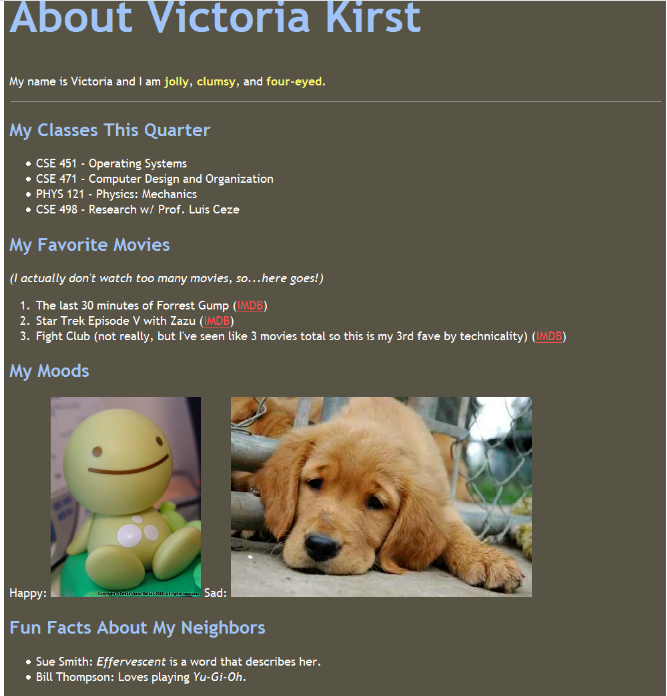 About Victoria Kirst
My name is Victoria and I am jolly, clumsy, and four-eyed.
My Classes This Quarter
• CSE 451 - Operating Systems
• CSE 471 - Computer Design and Organization
• PHYS 121 - Physics: Mechanics
• CSE 498 - Research w/ Prof. Luis Ceze
My Favorite Movies
(I actually don't watch too many movies, so...here goes!)
1. The last 30 minutes of Forrest Gump (IMDB)
2. Star Trek Episode V with Zazu (IMDB)
3. Fight Club (not really, but I've seen like 3 movies total so this is my 3rd fave by technicality) (IMDB)
My Moods
Happy: Sad:
Fun Facts About My Neighbors
• Sue Smith: Effervescent is a word that describes her.
• Bill Thompson: Loves playing Yu-Gi-Oh.